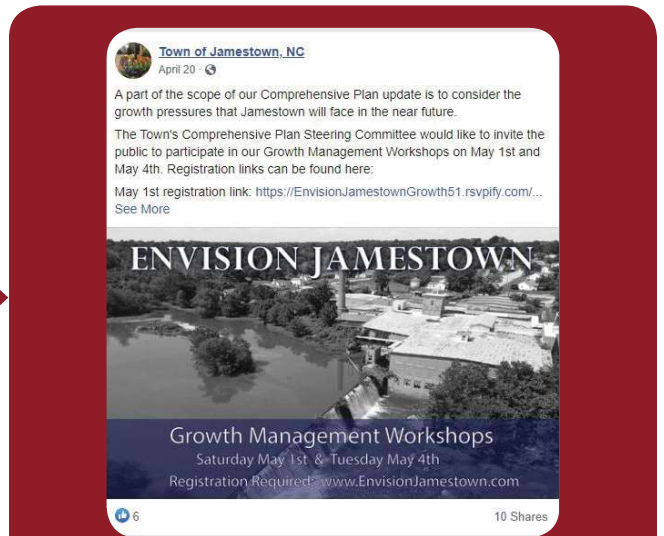 Town of Jamestown, NC
April 20 ·
A part of the scope of our Comprehensive Plan update is to consider the
growth pressures that Jamestown will face in the near future.
The Town's Comprehensive Plan Steering Committee would like to invite the
public to participate in our Growth Management Workshops on May 1st and
May 4th. Registration links can be found here:
May 1st registration link: https://EnvisionJamestownGrowth51.rsvpify.com/...
See More
ENVISION JAMESTOWN
Growth Management Workshops
Saturday May 1st & Tuesday May 4th
Registration Required: www.EnvisionJamestown.com
6
10 Shares